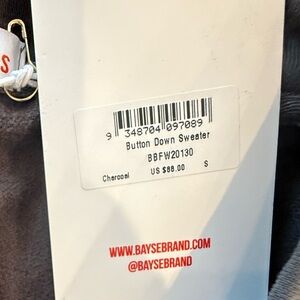 S
9 348704 097089
Button Down Sweater
BBFW20130
Charcoal US $88.00 S
WWW.BAYSEBRAND.COM
@BAYSEBRAND